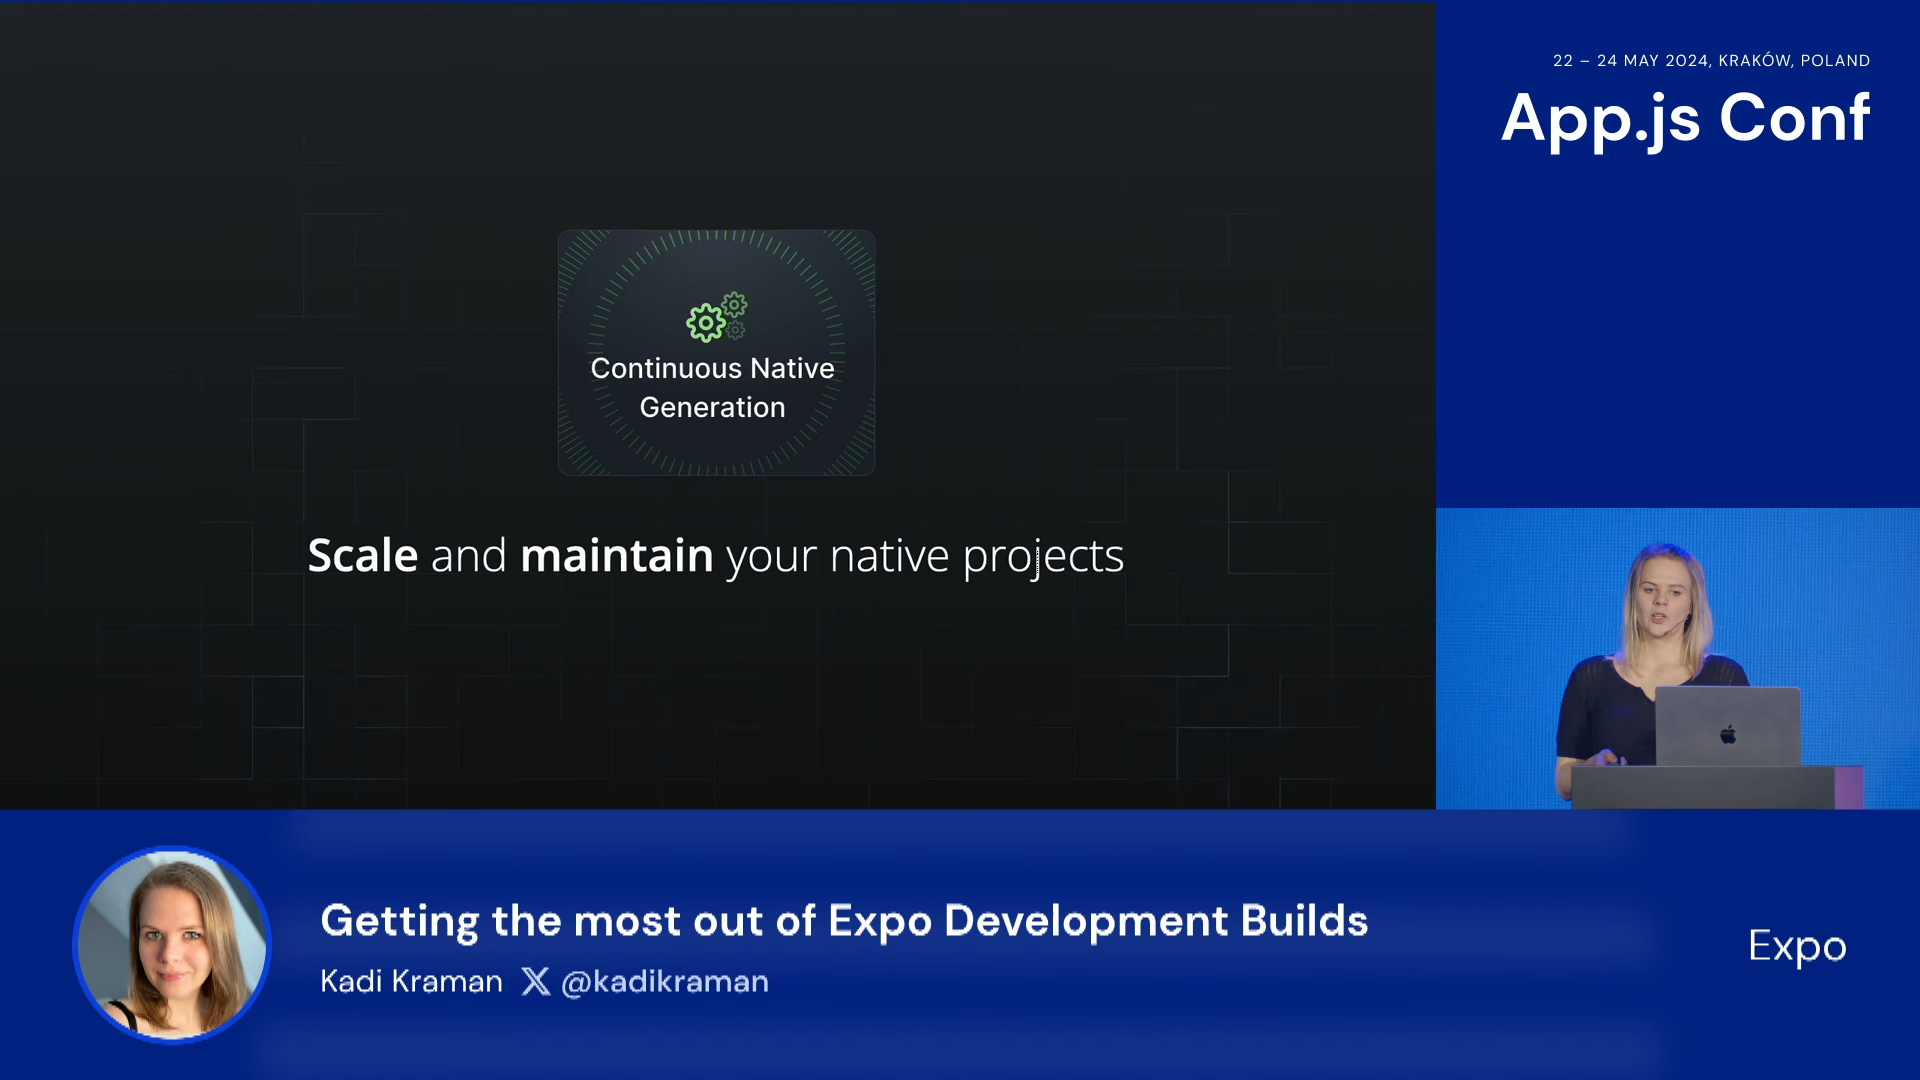 22 – 24 MAY 2024, KRAKÓW, POLAND
App.js Conf
Continuous Native
Generation
Scale and maintain your native projects
Getting the most out of Expo Development Builds
Kadi Kraman X @kadikraman
Expo